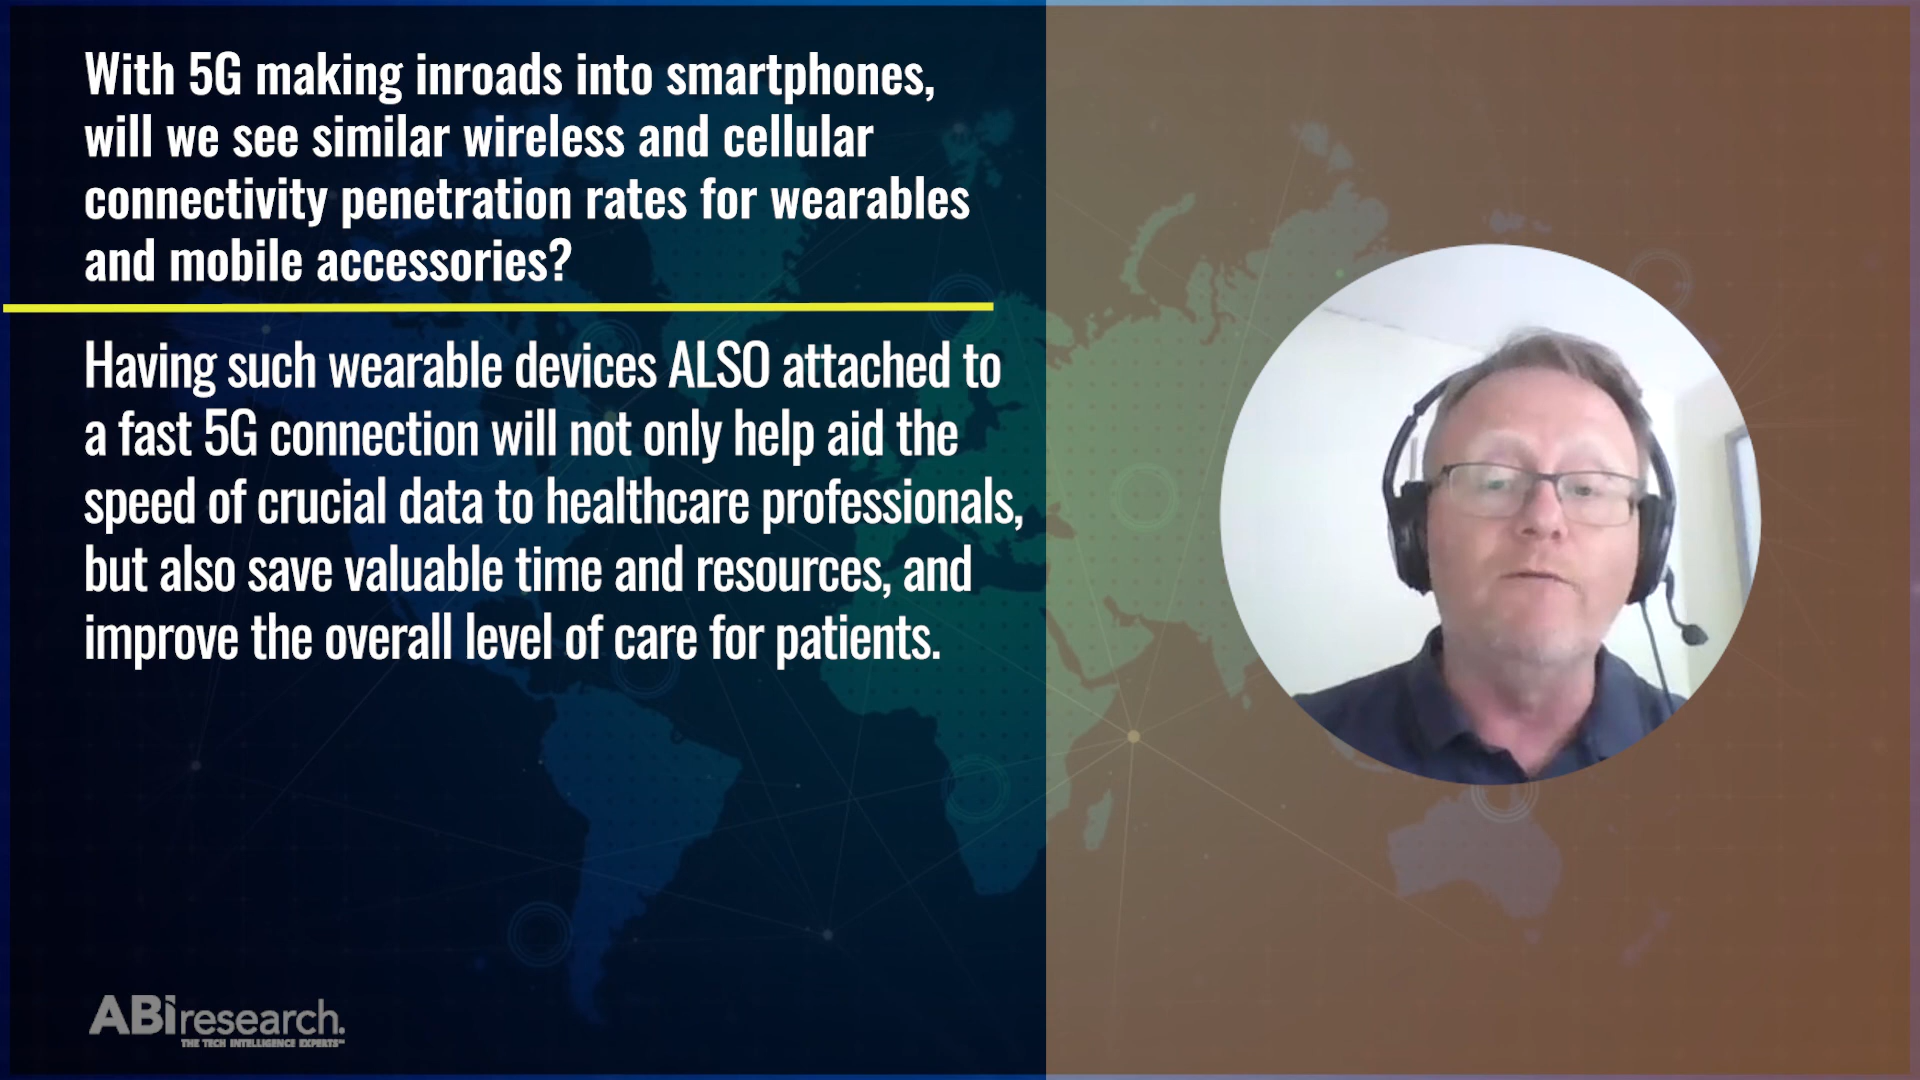 With 5G making inroads into smartphones,
will we see similar wireless and cellular
connectivity penetration rates for wearables
and mobile accessories?
Having such wearable devices ALSO attached to
a fast 5G connection will not only help aid the
speed of crucial data to healthcare professionals,
but also save valuable time and resources, and
improve the overall level of care for patients.
ABiresearch.
THE TECH INTELLIGENCE EXPERTS℠